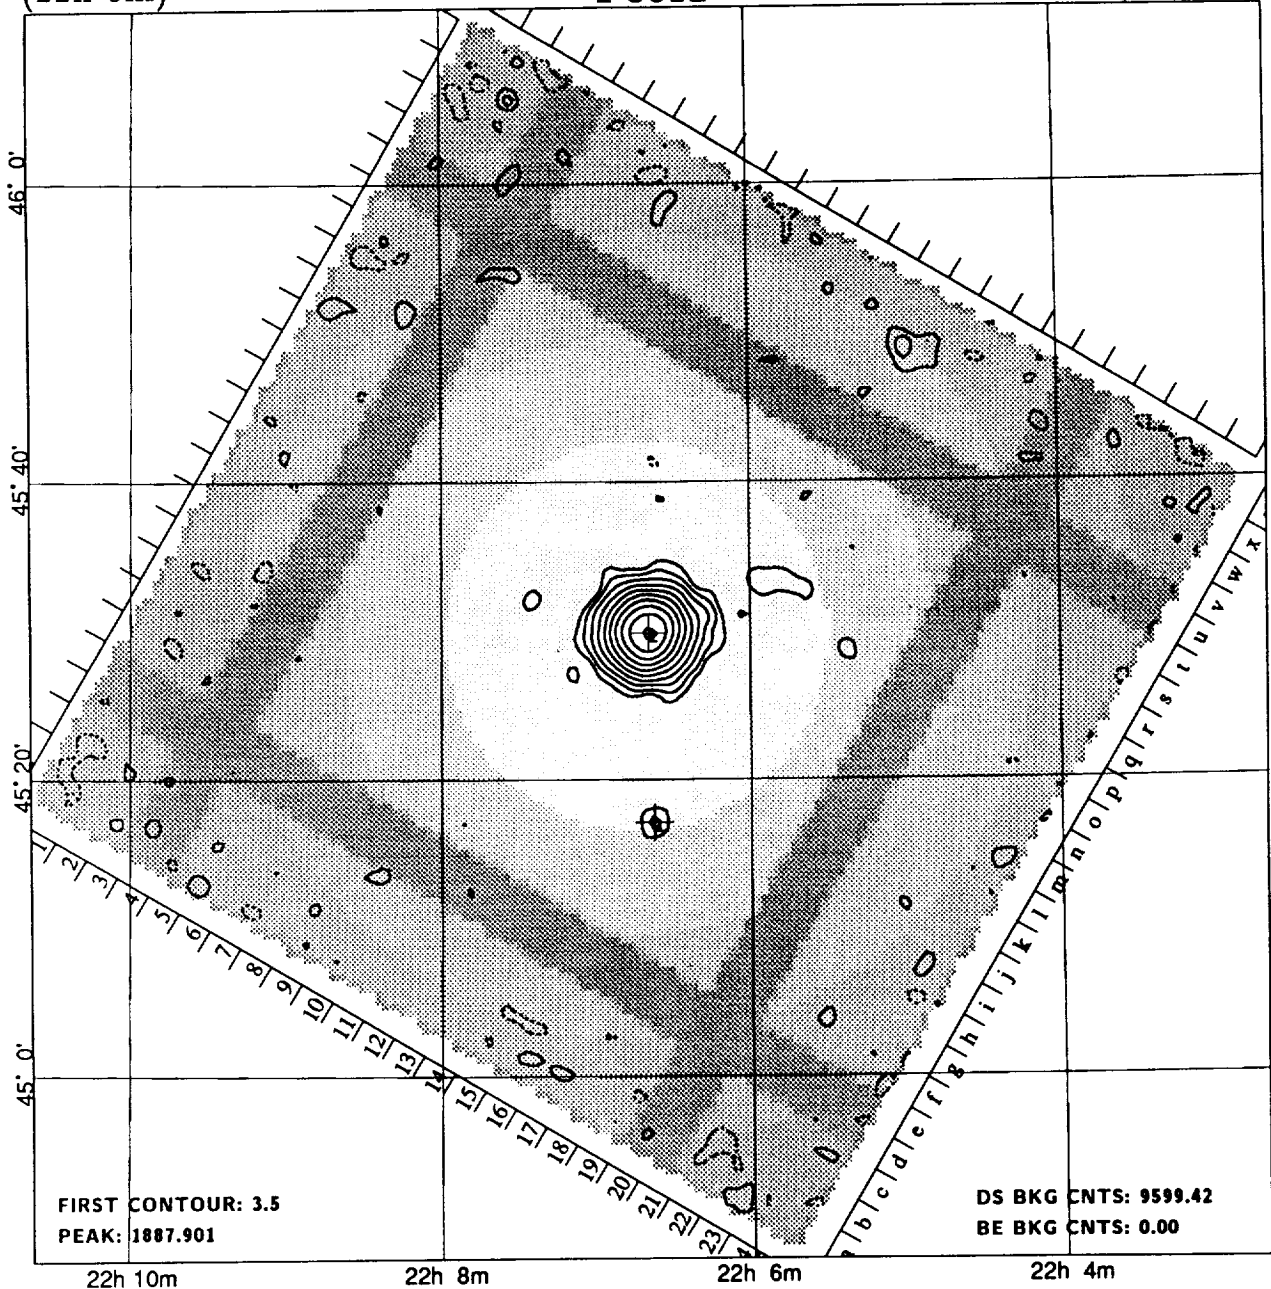 46° 0'
45° 40'
45° 20'
45° 0'
1 2 3 4 5 6 7 8 9 10 11 12 13 14 15 16 17 18 19 20 21 22 23
a b c d e f g h i j k l m n o p q r s t u v w x
FIRST CONTOUR: 3.5
PEAK: 1887.901
DS BKG CNTS: 9599.42
BE BKG CNTS: 0.00
22h 10m
22h 8m
22h 6m
22h 4m